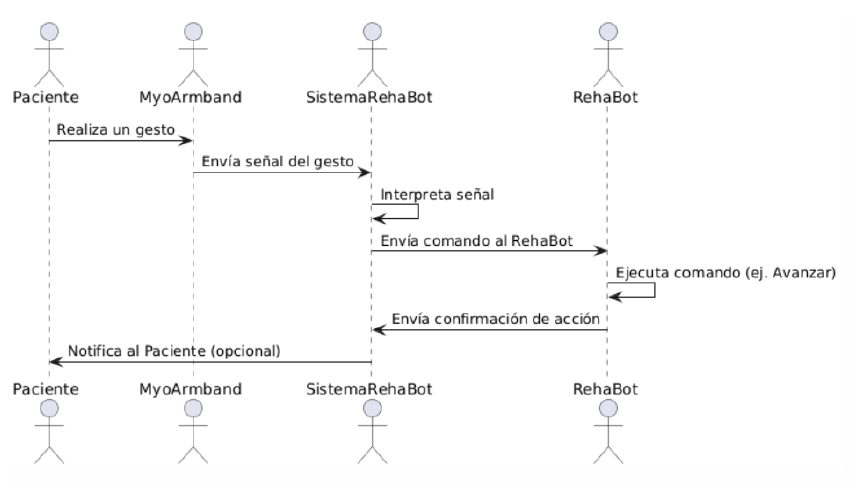 Paciente MyoArmband SistemaRehaBot RehaBot
Realiza un gesto
Envía señal del gesto
Interpreta señal
Envía comando al RehaBot
Ejecuta comando (ej. Avanzar)
Envía confirmación de acción
Notifica al Paciente (opcional)
Paciente MyoArmband SistemaRehaBot RehaBot